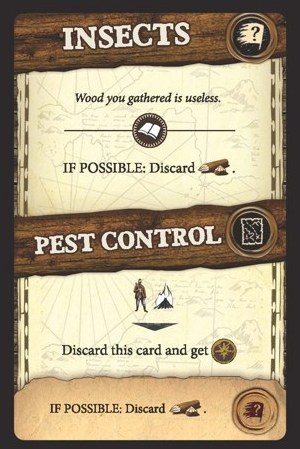 INSECTS
?
Wood you gathered is useless.
IF POSSIBLE: Discard .
PEST CONTROL
Discard this card and get
IF POSSIBLE: Discard .
?